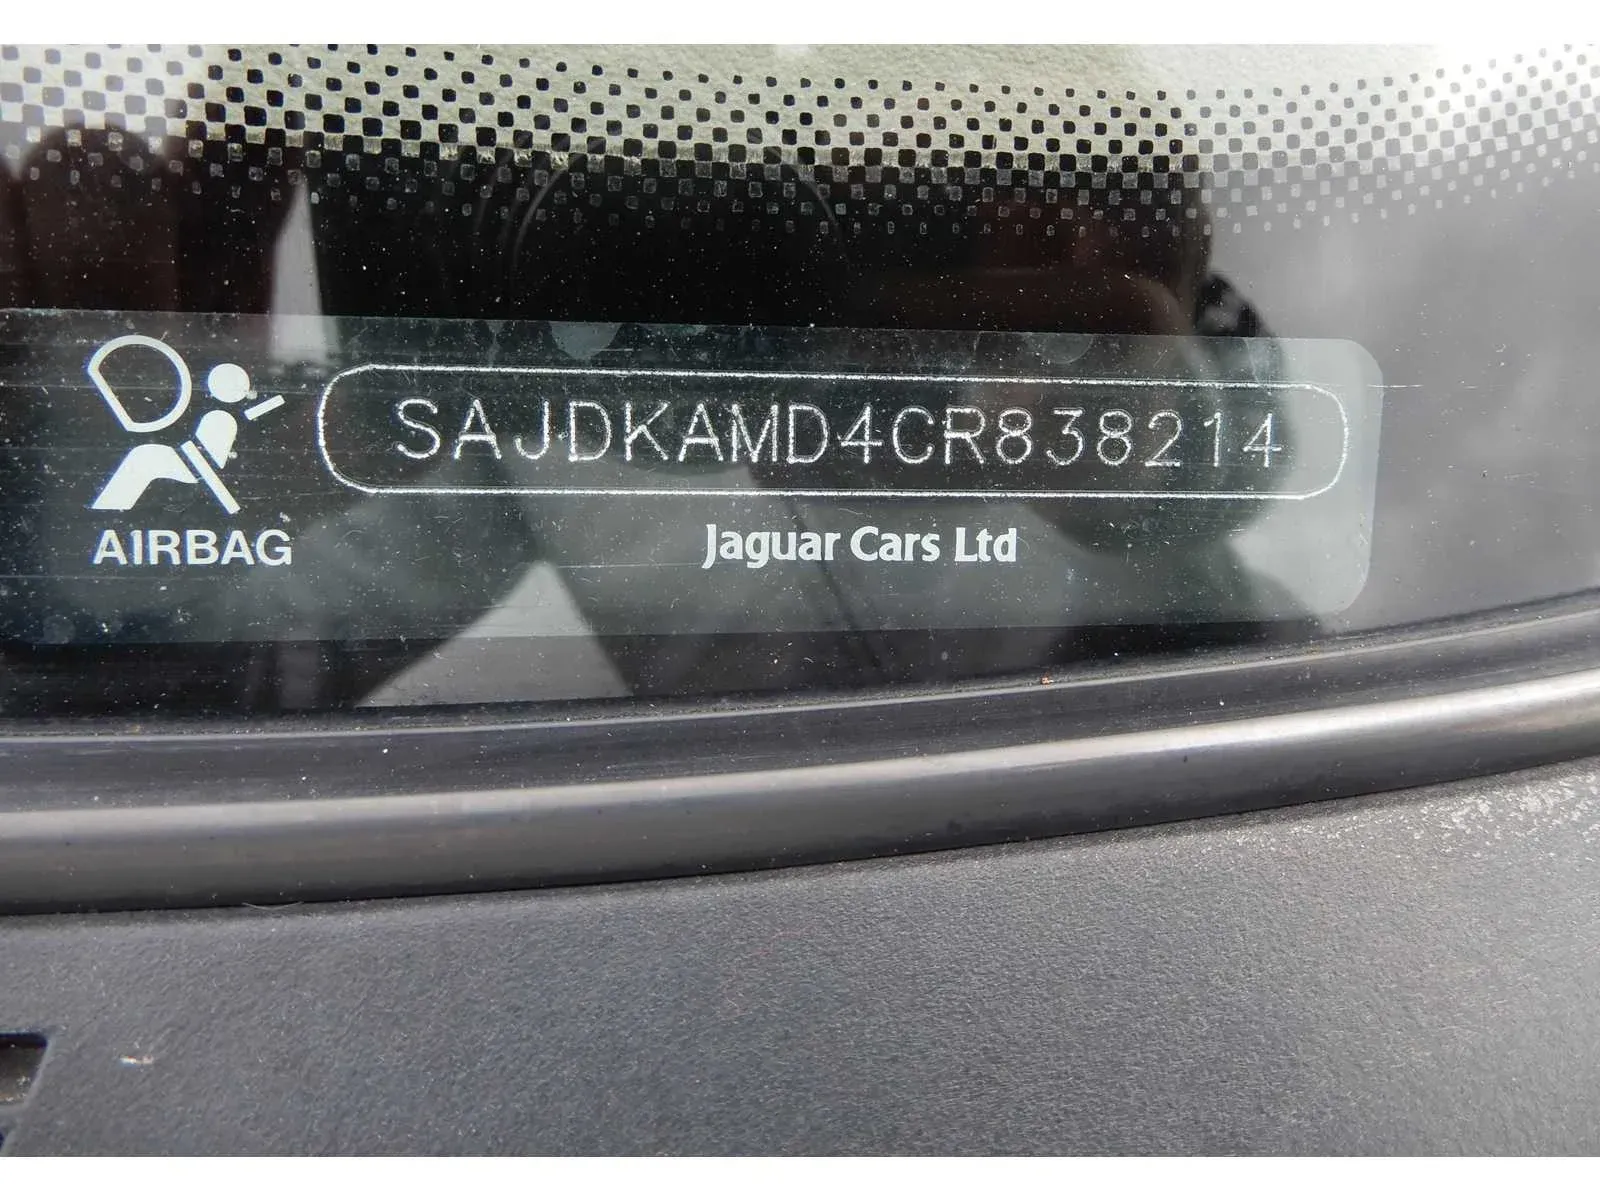 SAJDKAMD4CR838214
AIRBAG
Jaguar Cars Ltd